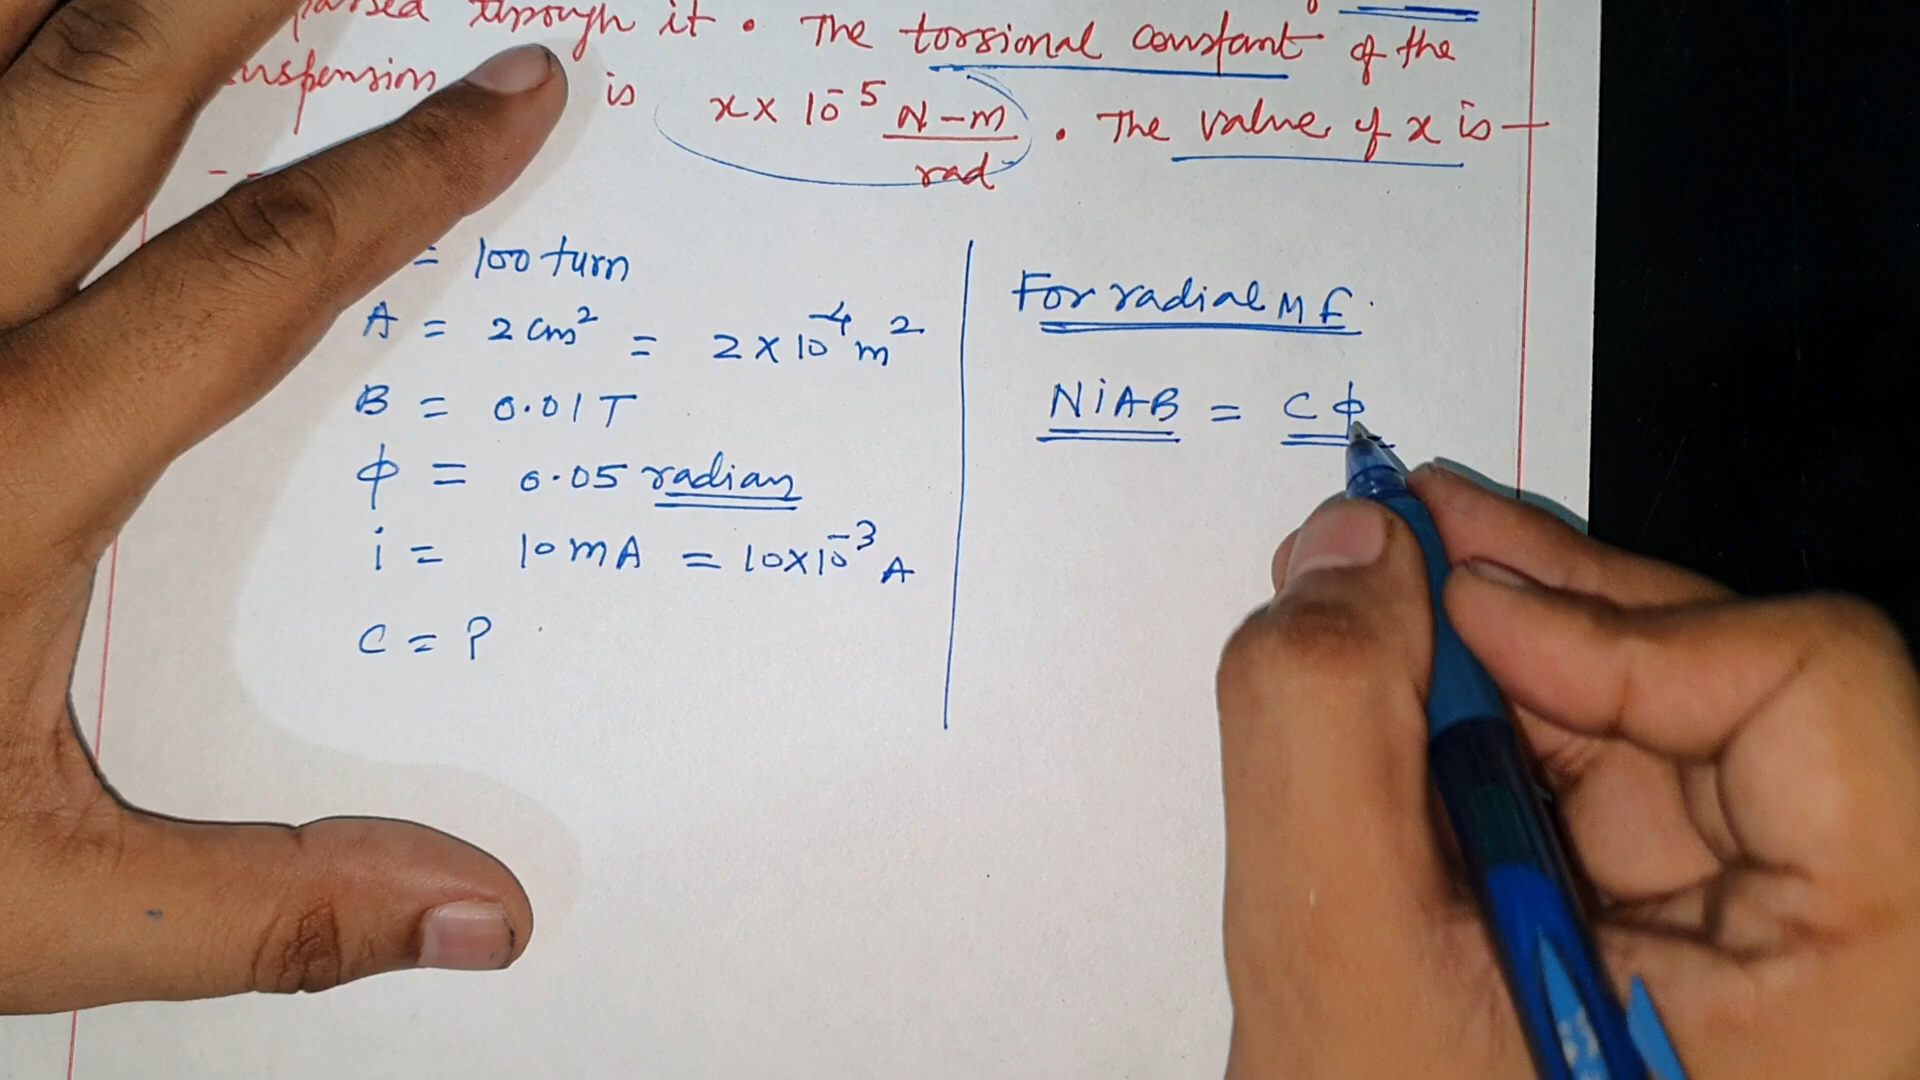 through it. The torsional constant of the
is x × 10⁻⁵ N-m/rad. The value of x is -
= 100 turn
A = 2 cm² = 2 × 10⁻⁴ m²
B = 0.01 T
ϕ = 0.05 radian
i = 10 mA = 10×10⁻³ A
C = ?
For radial MF.
NiAB = Cϕ